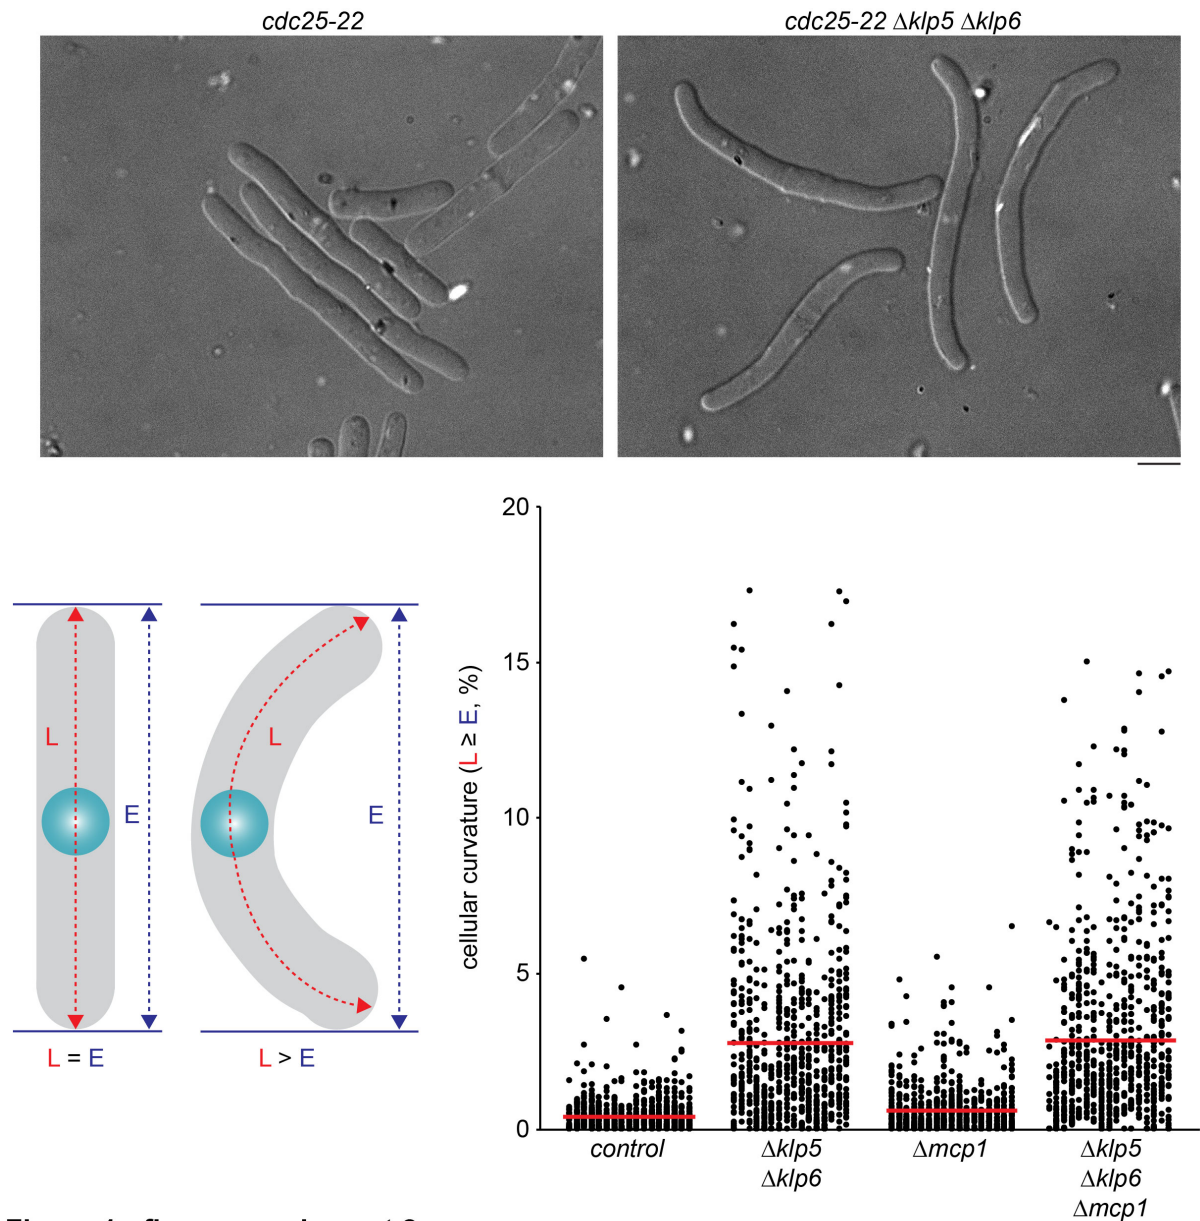 cdc25-22
cdc25-22 Δklp5 Δklp6
L
E
L
E
L = E
L > E
cellular curvature (L ≥ E, %)
20
15
10
5
0
control
Δklp5
Δklp6
Δmcp1
Δklp5
Δklp6
Δmcp1